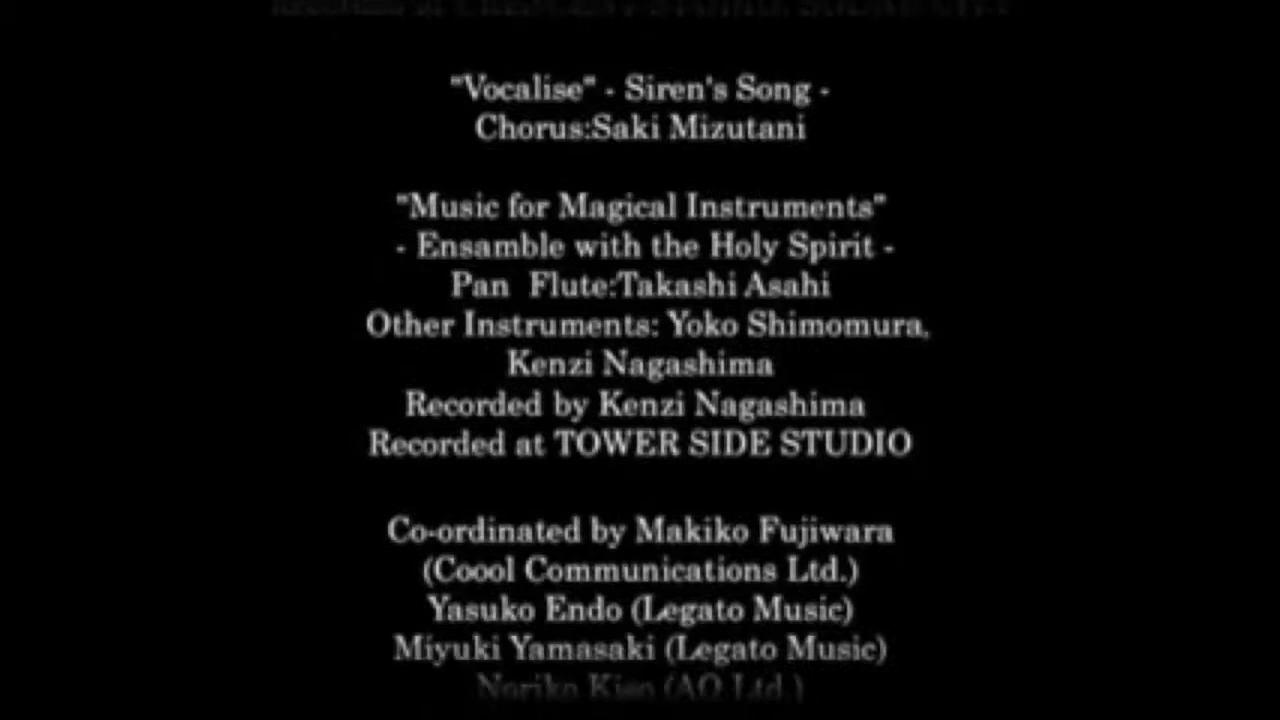 "Vocalise" - Siren's Song -
Chorus:Saki Mizutani
"Music for Magical Instruments"
- Ensamble with the Holy Spirit -
Pan Flute:Takashi Asahi
Other Instruments: Yoko Shimomura,
Kenzi Nagashima
Recorded by Kenzi Nagashima
Recorded at TOWER SIDE STUDIO
Co-ordinated by Makiko Fujiwara
(Coool Communications Ltd.)
Yasuko Endo (Legato Music)
Miyuki Yamasaki (Legato Music)
Noriko